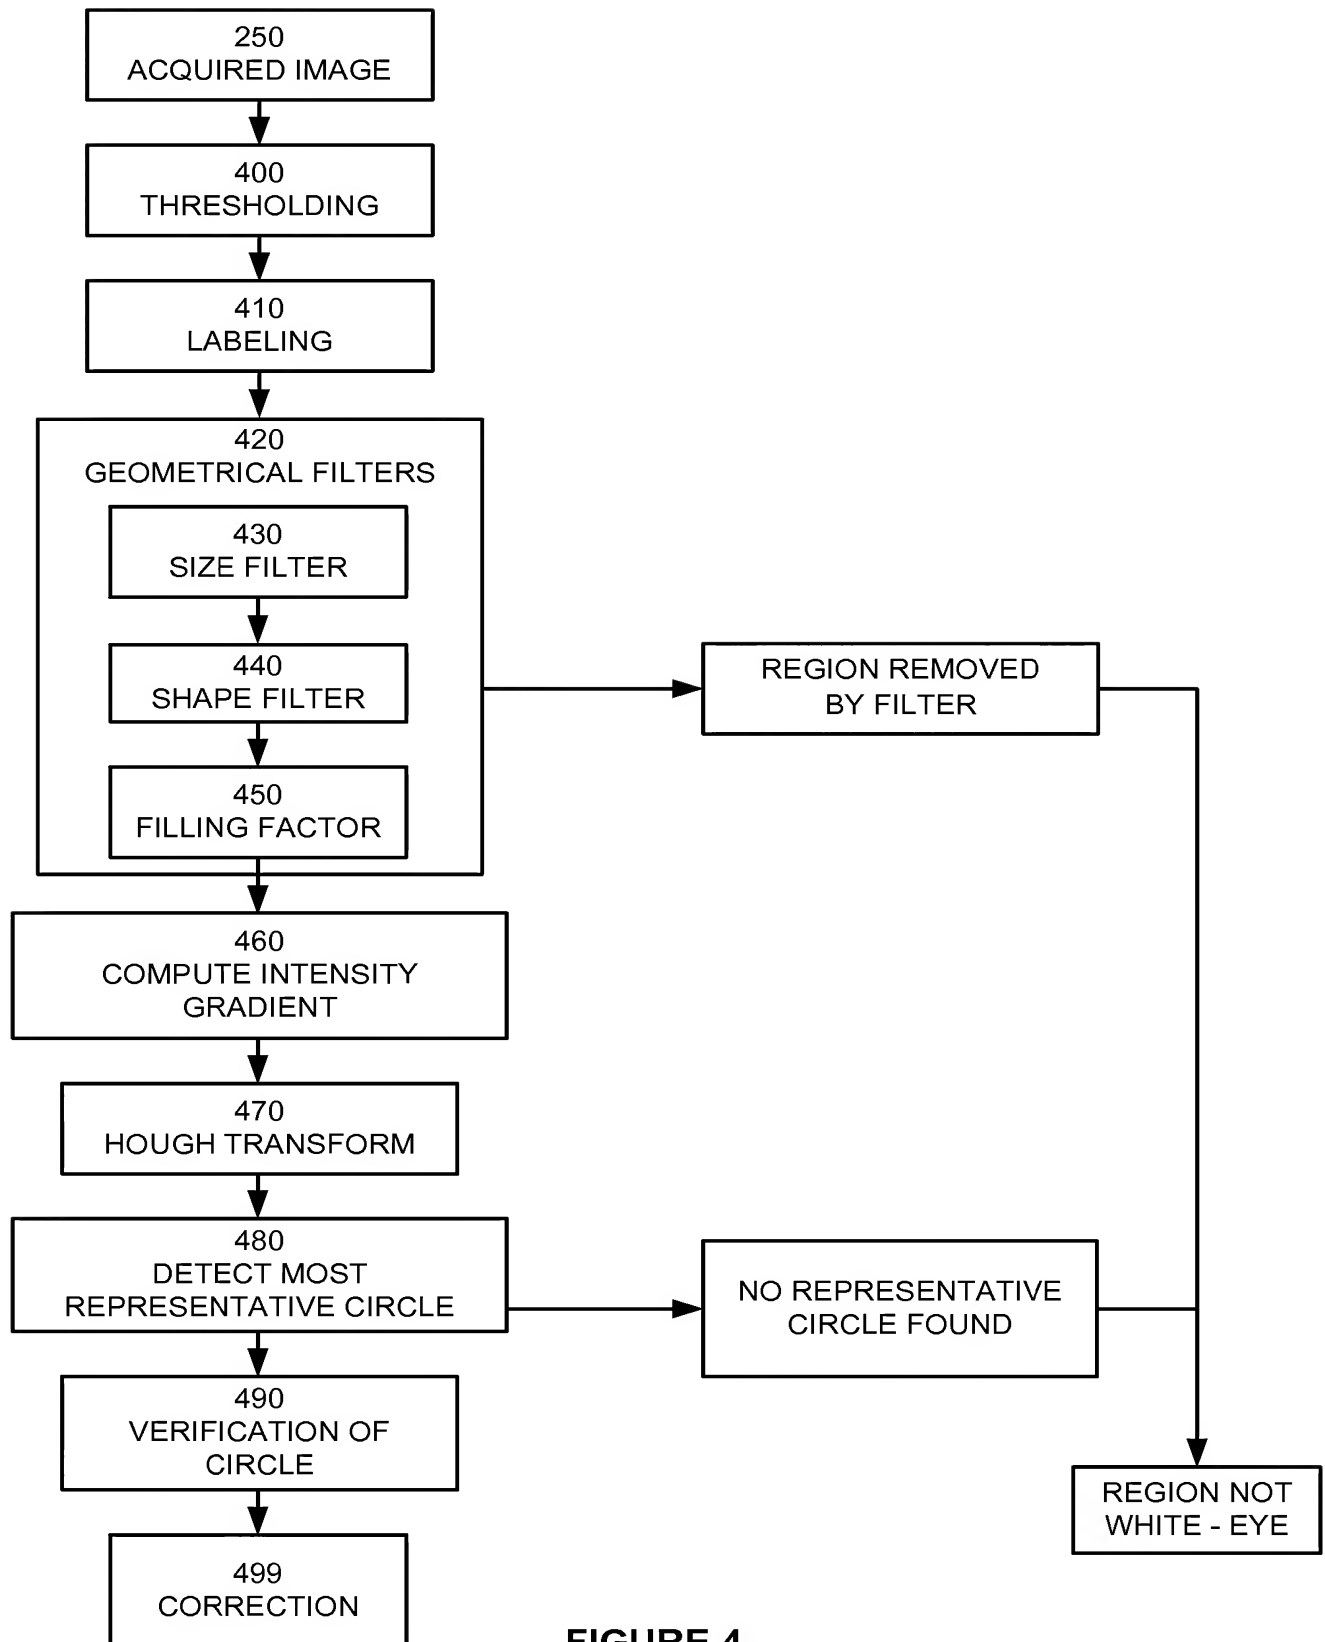 250
ACQUIRED IMAGE
400
THRESHOLDING
410
LABELING
420
GEOMETRICAL FILTERS
430
SIZE FILTER
440
SHAPE FILTER
450
FILLING FACTOR
REGION REMOVED
BY FILTER
460
COMPUTE INTENSITY
GRADIENT
470
HOUGH TRANSFORM
480
DETECT MOST
REPRESENTATIVE CIRCLE
NO REPRESENTATIVE
CIRCLE FOUND
490
VERIFICATION OF
CIRCLE
REGION NOT
WHITE - EYE
499
CORRECTION
FIGURE 4